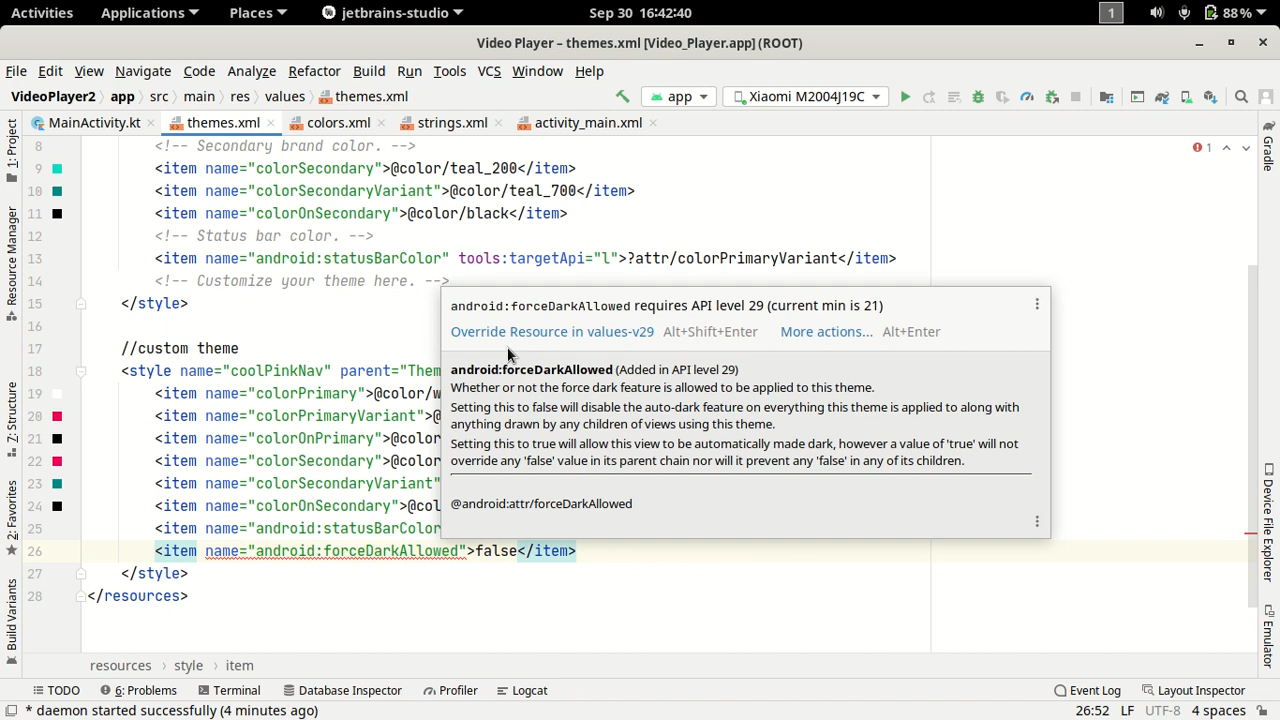 Activities Applications Places jetbrains-studio Sep 30 16:42:40 1 88%
Video Player – themes.xml [Video_Player.app] (ROOT)
File Edit View Navigate Code Analyze Refactor Build Run Tools VCS Window Help
VideoPlayer2 app src main res values themes.xml app Xiaomi M2004J19C
MainActivity.kt themes.xml colors.xml strings.xml activity_main.xml
1: Project
Resource Manager
7: Structure
2: Favorites
Build Variants
8 <!-- Secondary brand color. --> 1
9 <item name="colorSecondary">@color/teal_200</item>
10 <item name="colorSecondaryVariant">@color/teal_700</item>
11 <item name="colorOnSecondary">@color/black</item>
12 <!-- Status bar color. -->
13 <item name="android:statusBarColor" tools:targetApi="l">?attr/colorPrimaryVariant</item>
14 <!-- Customize your theme here. -->
15 </style>
16
17 //custom theme
18 <style name="coolPinkNav" parent="Them
19 <item name="colorPrimary">@color/w
20 <item name="colorPrimaryVariant">@
21 <item name="colorOnPrimary">@colo
22 <item name="colorSecondary">@colo
23 <item name="colorSecondaryVariant"
24 <item name="colorOnSecondary">@col
25 <item name="android:statusBarColor
26 <item name="android:forceDarkAllowed">false</item>
27 </style>
28 </resources>
android:forceDarkAllowed requires API level 29 (current min is 21)
Override Resource in values-v29 Alt+Shift+Enter More actions... Alt+Enter
android:forceDarkAllowed (Added in API level 29)
Whether or not the force dark feature is allowed to be applied to this theme.
Setting this to false will disable the auto-dark feature on everything this theme is applied to along with
anything drawn by any children of views using this theme.
Setting this to true will allow this view to be automatically made dark, however a value of 'true' will not
override any 'false' value in its parent chain nor will it prevent any 'false' in any of its children.
@android:attr/forceDarkAllowed
Gradle
Device File Explorer
Emulator
resources › style › item
TODO 6: Problems Terminal Database Inspector Profiler Logcat Event Log Layout Inspector
* daemon started successfully (4 minutes ago) 26:52 LF UTF-8 4 spaces